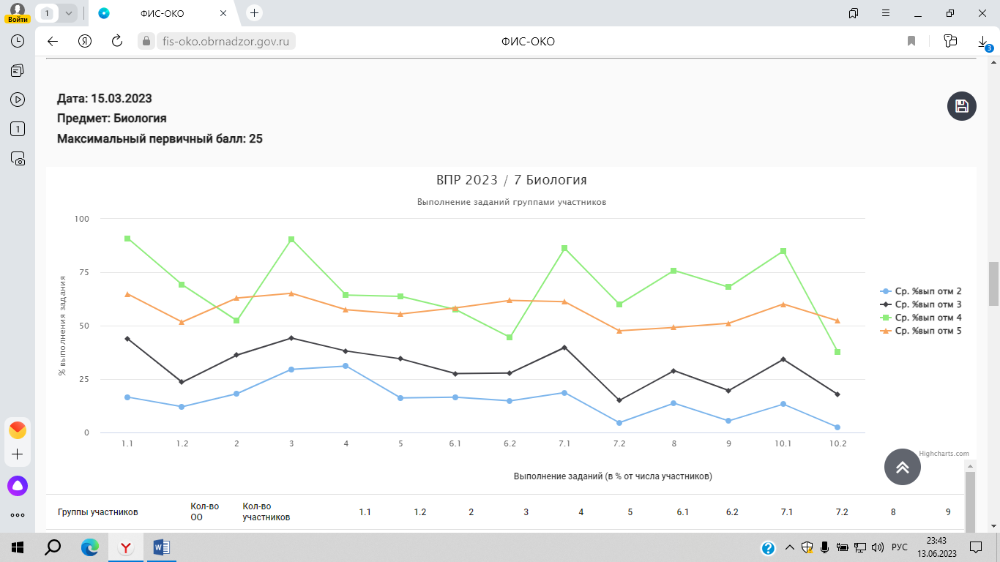 Войти
1
ФИС-ОКО
fis-oko.obrnadzor.gov.ru
ФИС-ОКО
3
1
Дата: 15.03.2023
Предмет: Биология
Максимальный первичный балл: 25
ВПР 2023 / 7 Биология
Выполнение заданий группами участников
% выполнения задания
100
75
50
25
0
1.1 1.2 2 3 4 5 6.1 6.2 7.1 7.2 8 9 10.1 10.2
Ср. %вып отм 2
Ср. %вып отм 3
Ср. %вып отм 4
Ср. %вып отм 5
Highcharts.com
Выполнение заданий (в % от числа участников)
Группы участников Кол-во ОО Кол-во участников 1.1 1.2 2 3 4 5 6.1 6.2 7.1 7.2 8 9
РУС
23:43
13.06.2023